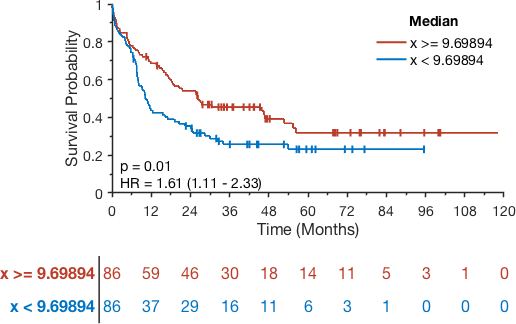 Median
x >= 9.69894
x < 9.69894
Survival Probability
1
0.8
0.6
0.4
0.2
0
p = 0.01
HR = 1.61 (1.11 - 2.33)
0 12 24 36 48 60 72 84 96 108 120
Time (Months)
x >= 9.69894 86 59 46 30 18 14 11 5 3 1 0
x < 9.69894 86 37 29 16 11 6 3 1 0 0 0